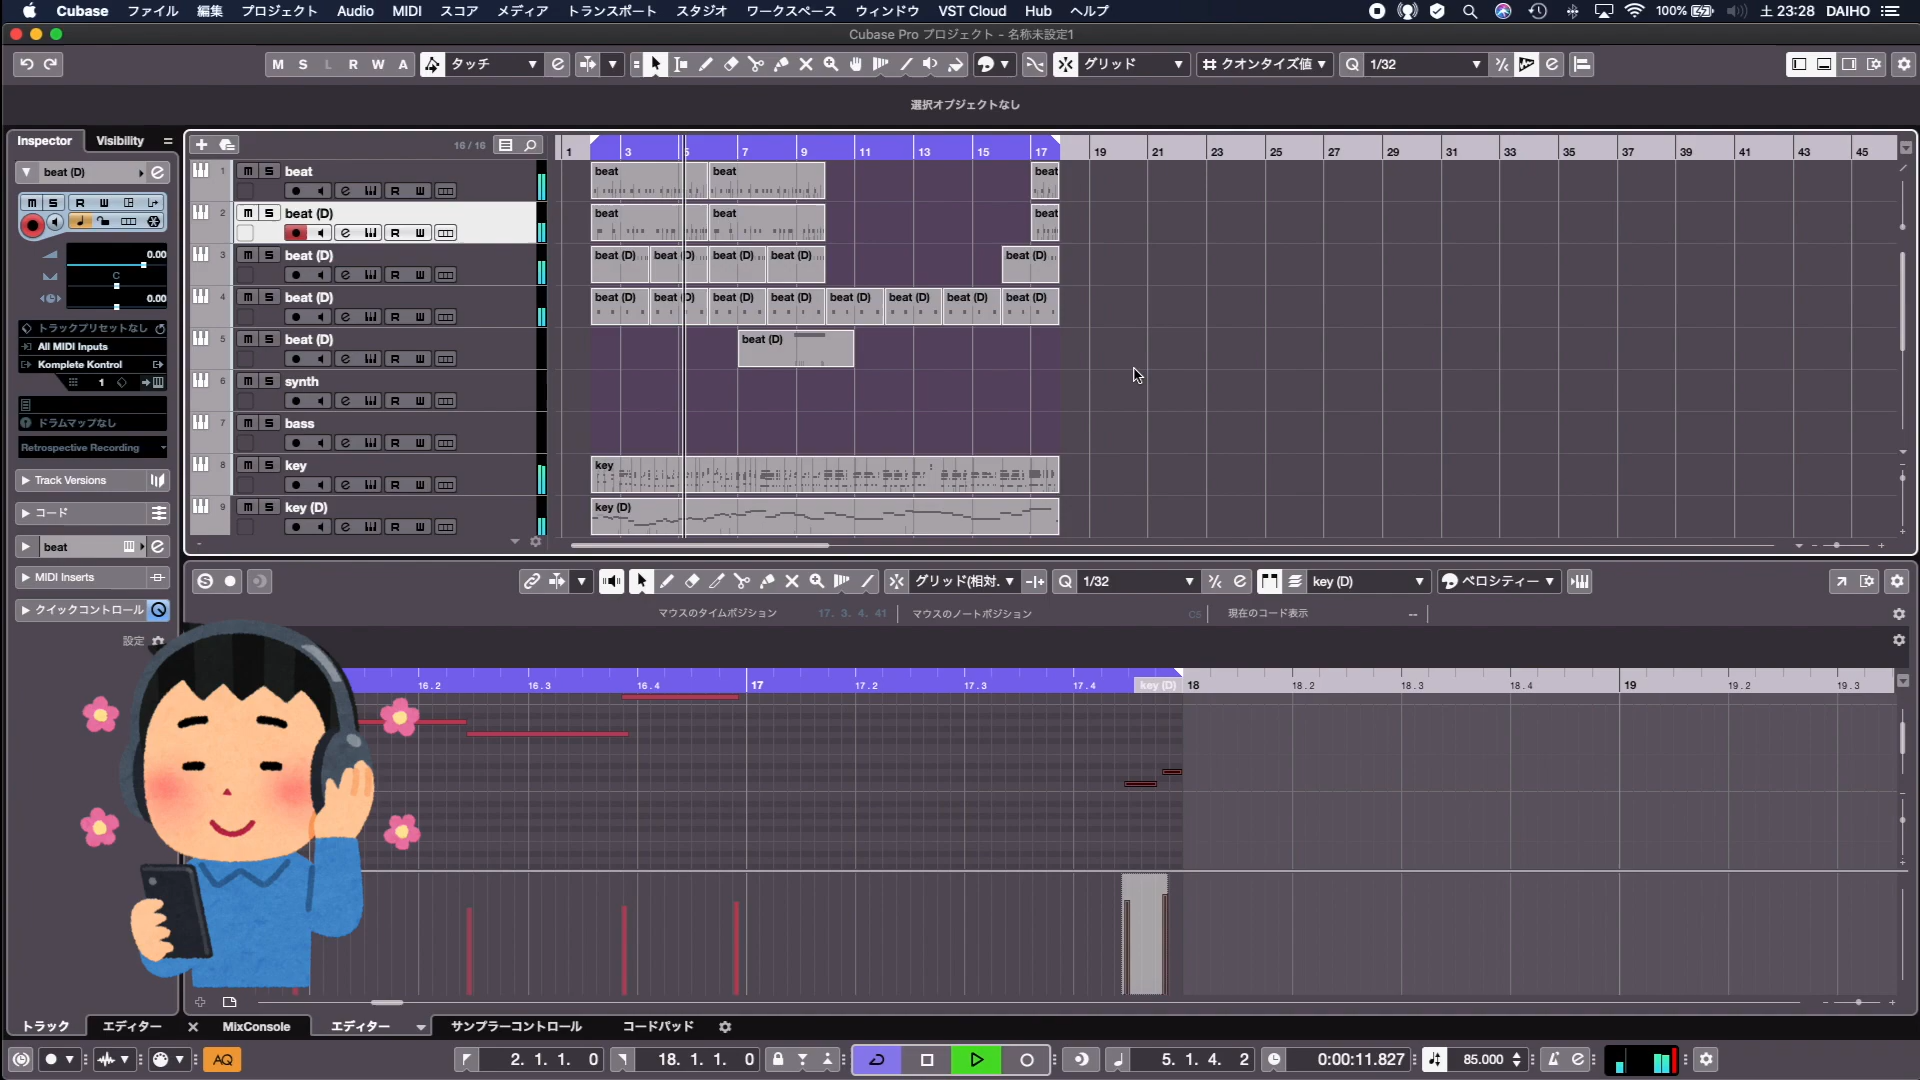 Cubase ファイル 編集 プロジェクト Audio MIDI スコア メディア トランスポート スタジオ ワークスペース ウィンドウ VST Cloud Hub ヘルプ 100% 土 23:28 DAIHO
Cubase Pro プロジェクト - 名称未設定1
M S L R W A タッチ グリッド クオンタイズ値 Q 1/32
選択オブジェクトなし
Inspector Visibility 16 / 16
1 3 5 7 9 11 13 15 17 19 21 23 25 27 29 31 33 35 37 39 41 43 45
beat (D)
1 beat
beat beat beat
2 beat (D)
beat beat beat
3 beat (D)
beat (D) beat (D) beat (D) beat (D) beat (D)
4 beat (D)
beat (D) beat (D) beat (D) beat (D) beat (D) beat (D) beat (D) beat (D)
5 beat (D)
beat (D)
6 synth
7 bass
8 key
key
9 key (D)
key (D)
0.00
C
0.00
トラックプリセットなし
All MIDI Inputs
Komplete Kontrol
1
ドラムマップなし
Retrospective Recording
Track Versions
コード
beat
MIDI Inserts
クイックコントロール
設定
グリッド(相対. Q 1/32 key (D) ベロシティー
マウスのタイムポジション 17. 3. 4. 41 マウスのノートポジション C5 現在のコード表示 --
16.2 16.3 16.4 17 17.2 17.3 17.4 key (D) 18 18.2 18.3 18.4 19 19.2 19.3
トラック エディター MixConsole エディター サンプラーコントロール コードパッド
AQ 2. 1. 1. 0 18. 1. 1. 0 5. 1. 4. 2 0:00:11.827 85.000